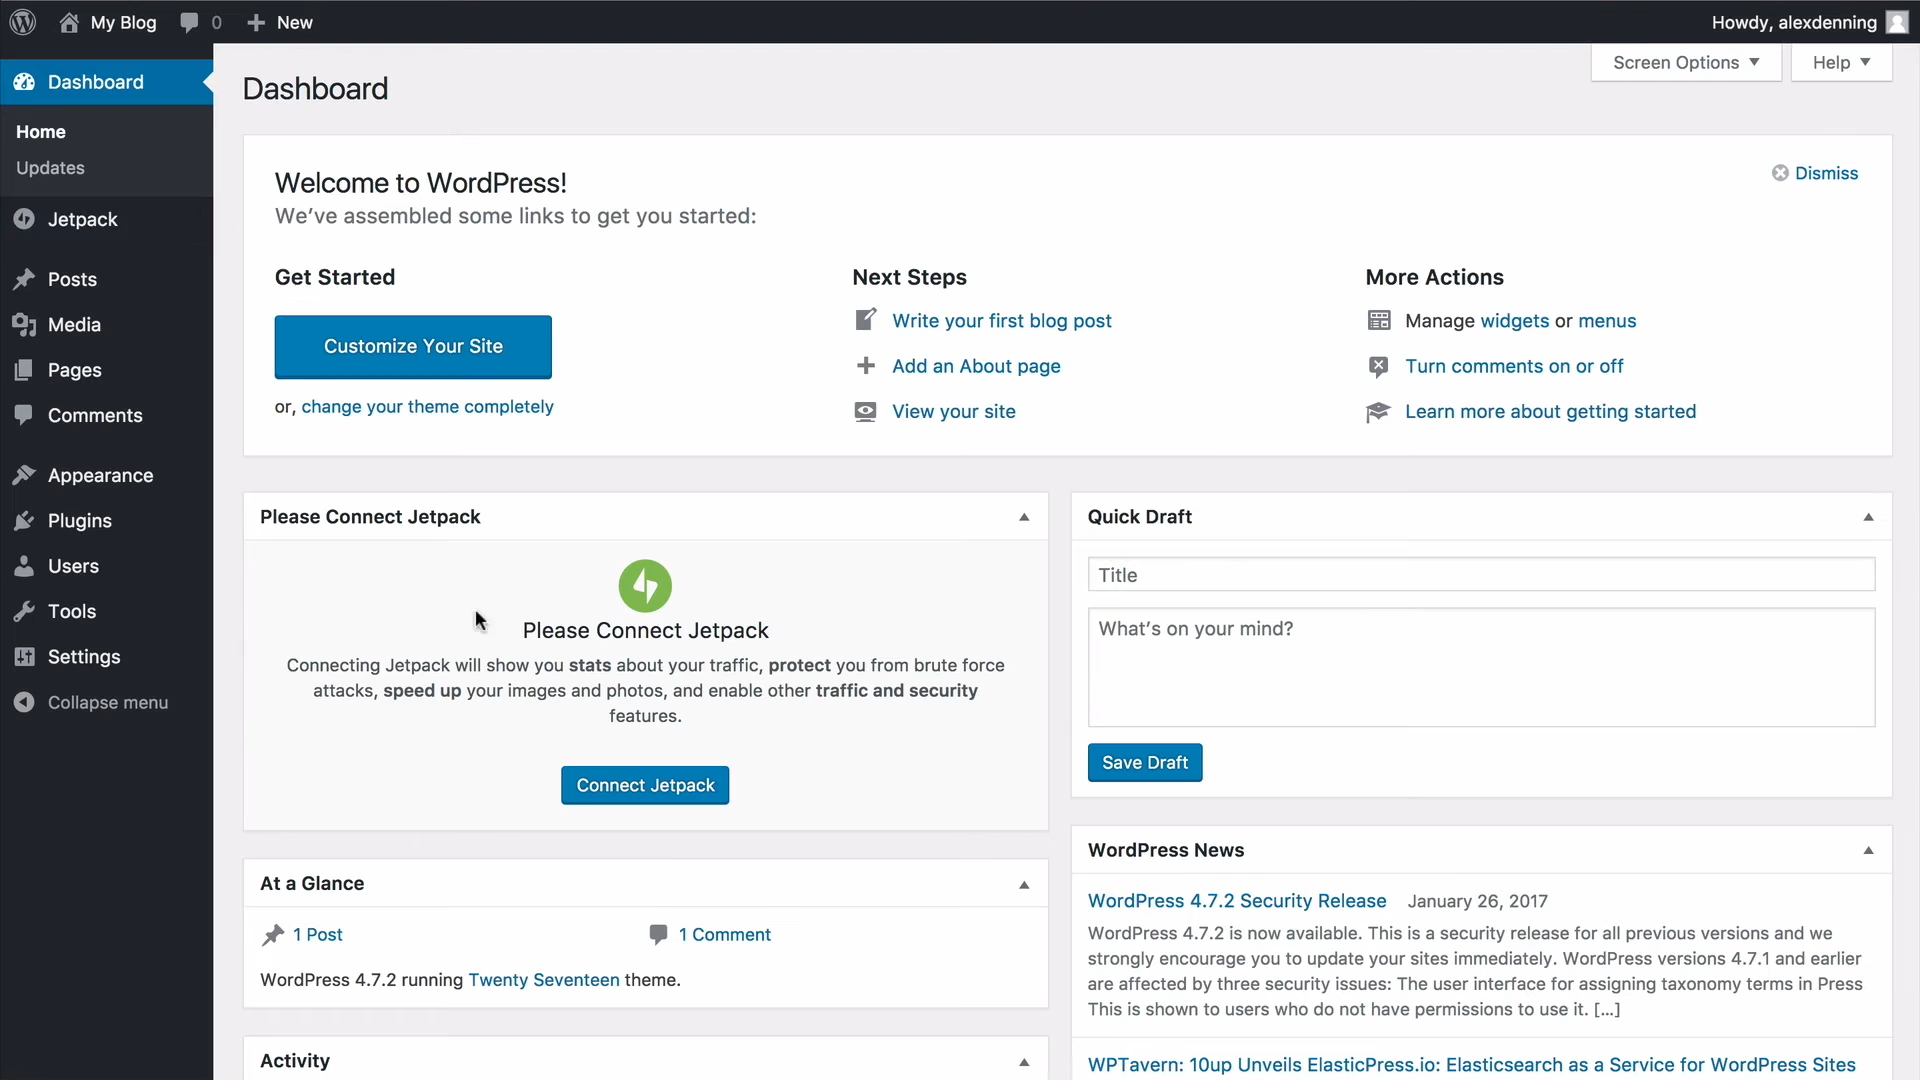 My Blog
0
New
Howdy, alexdenning
Dashboard
Home
Updates
Jetpack
Posts
Media
Pages
Comments
Appearance
Plugins
Users
Tools
Settings
Collapse menu
Screen Options
Help
Dashboard
Welcome to WordPress!
We’ve assembled some links to get you started:
Dismiss
Get Started
Customize Your Site
or, change your theme completely
Next Steps
Write your first blog post
Add an About page
View your site
More Actions
Manage widgets or menus
Turn comments on or off
Learn more about getting started
Please Connect Jetpack
Please Connect Jetpack
Connecting Jetpack will show you stats about your traffic, protect you from brute force
attacks, speed up your images and photos, and enable other traffic and security
features.
Connect Jetpack
At a Glance
1 Post
1 Comment
WordPress 4.7.2 running Twenty Seventeen theme.
Activity
Quick Draft
Title
What’s on your mind?
Save Draft
WordPress News
WordPress 4.7.2 Security Release January 26, 2017
WordPress 4.7.2 is now available. This is a security release for all previous versions and we
strongly encourage you to update your sites immediately. WordPress versions 4.7.1 and earlier
are affected by three security issues: The user interface for assigning taxonomy terms in Press
This is shown to users who do not have permissions to use it. […]
WPTavern: 10up Unveils ElasticPress.io: Elasticsearch as a Service for WordPress Sites